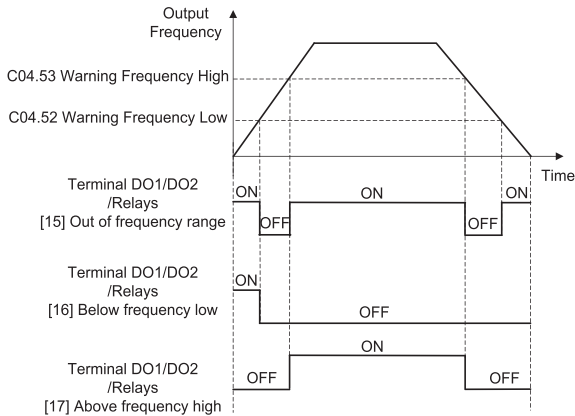 Output
Frequency
C04.53 Warning Frequency High
C04.52 Warning Frequency Low
Time
Terminal DO1/DO2
/Relays
[15] Out of frequency range
ON
OFF
ON
OFF
ON
Terminal DO1/DO2
/Relays
[16] Below frequency low
ON
OFF
Terminal DO1/DO2
/Relays
[17] Above frequency high
OFF
ON
OFF